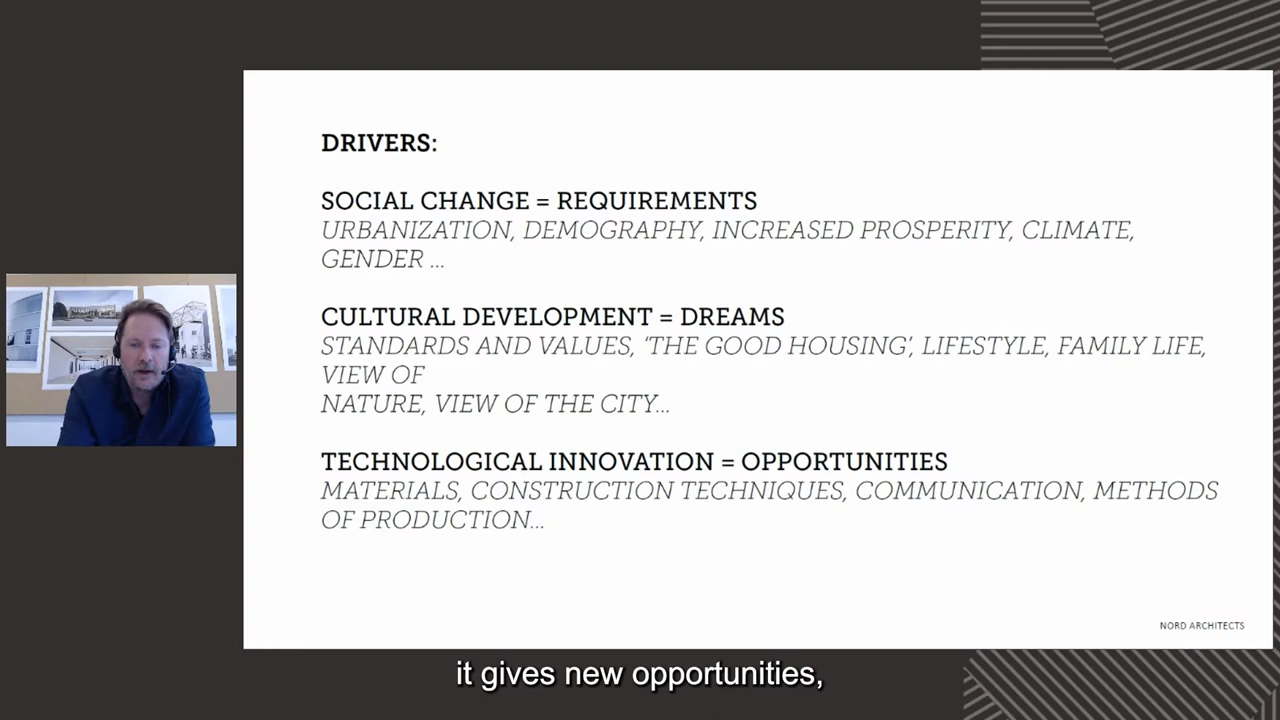 DRIVERS:
SOCIAL CHANGE = REQUIREMENTS
URBANIZATION, DEMOGRAPHY, INCREASED PROSPERITY, CLIMATE,
GENDER ...
CULTURAL DEVELOPMENT = DREAMS
STANDARDS AND VALUES, ‘THE GOOD HOUSING’, LIFESTYLE, FAMILY LIFE,
VIEW OF
NATURE, VIEW OF THE CITY...
TECHNOLOGICAL INNOVATION = OPPORTUNITIES
MATERIALS, CONSTRUCTION TECHNIQUES, COMMUNICATION, METHODS
OF PRODUCTION...
NORD ARCHITECTS
it gives new opportunities,